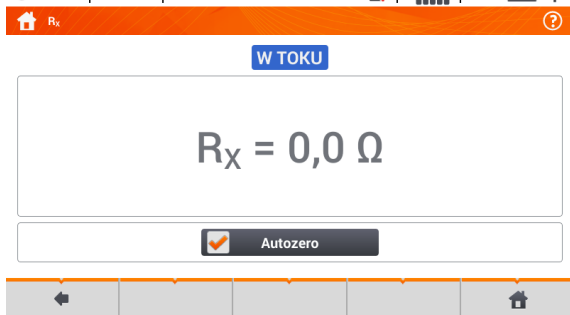 Rx
?
W TOKU
Rx = 0,0 Ω
Autozero